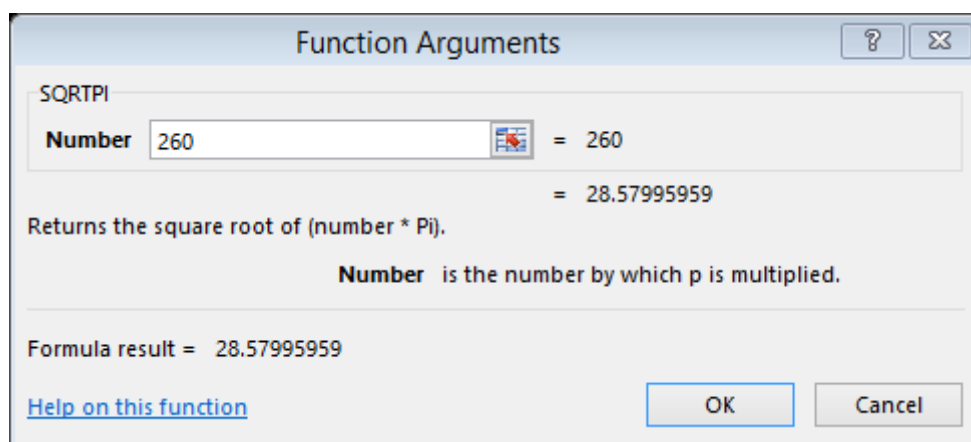 Function Arguments
?
SQRTPI
Number 260 = 260
= 28.57995959
Returns the square root of (number * Pi).
Number is the number by which p is multiplied.
Formula result = 28.57995959
Help on this function
OK Cancel